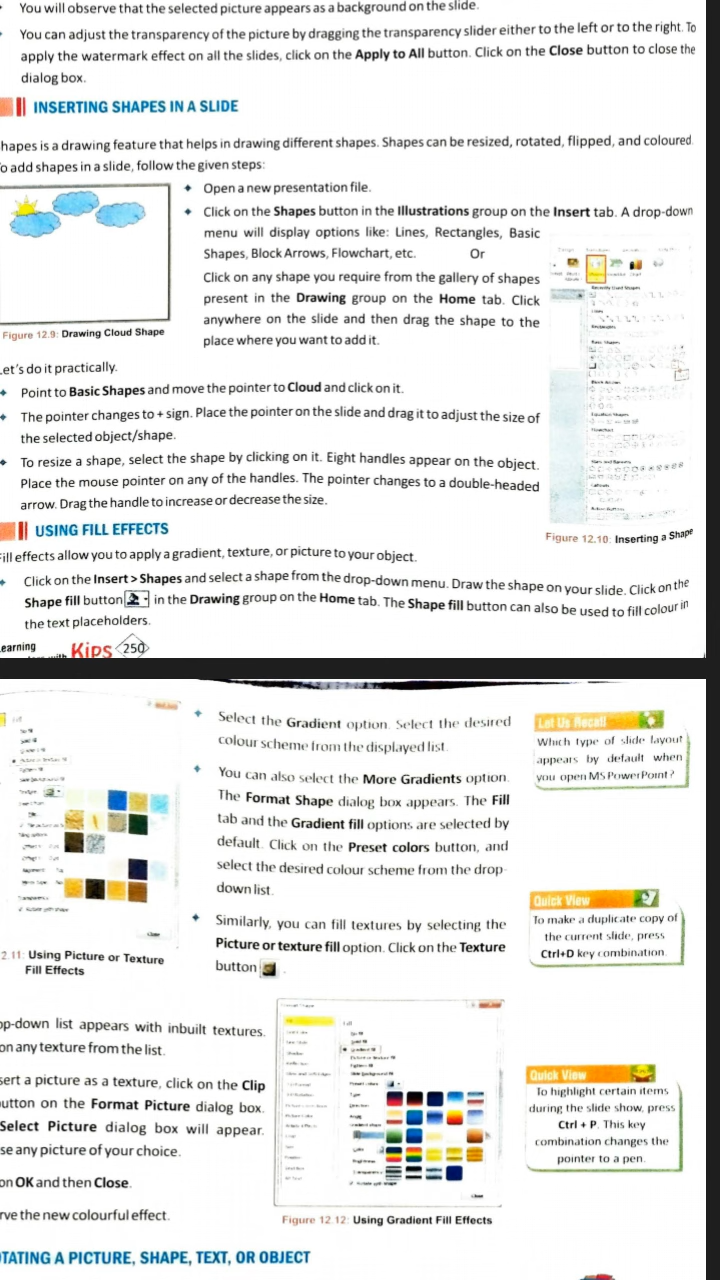 You will observe that the selected picture appears as a background on the slide.
You can adjust the transparency of the picture by dragging the transparency slider either to the left or to the right. To
apply the watermark effect on all the slides, click on the Apply to All button. Click on the Close button to close the
dialog box.
INSERTING SHAPES IN A SLIDE
hapes is a drawing feature that helps in drawing different shapes. Shapes can be resized, rotated, flipped, and coloured.
o add shapes in a slide, follow the given steps:
Open a new presentation file.
Click on the Shapes button in the Illustrations group on the Insert tab. A drop-down
menu will display options like: Lines, Rectangles, Basic
Shapes, Block Arrows, Flowchart, etc. Or
Click on any shape you require from the gallery of shapes
present in the Drawing group on the Home tab. Click
anywhere on the slide and then drag the shape to the
place where you want to add it.
Figure 12.9: Drawing Cloud Shape
et's do it practically.
Point to Basic Shapes and move the pointer to Cloud and click on it.
The pointer changes to + sign. Place the pointer on the slide and drag it to adjust the size of
the selected object/shape.
To resize a shape, select the shape by clicking on it. Eight handles appear on the object.
Place the mouse pointer on any of the handles. The pointer changes to a double-headed
arrow. Drag the handle to increase or decrease the size.
Figure 12.10: Inserting a Shape
USING FILL EFFECTS
ill effects allow you to apply a gradient, texture, or picture to your object.
Click on the Insert > Shapes and select a shape from the drop-down menu. Draw the shape on your slide. Click on the
Shape fill button in the Drawing group on the Home tab. The Shape fill button can also be used to fill colour in
the text placeholders.
earning
with Kips 250
Select the Gradient option. Select the desired
colour scheme from the displayed list.
You can also select the More Gradients option.
The Format Shape dialog box appears. The Fill
tab and the Gradient fill options are selected by
default. Click on the Preset colors button, and
select the desired colour scheme from the drop-
down list.
Similarly, you can fill textures by selecting the
Picture or texture fill option. Click on the Texture
button .
Let Us Recall
Which type of slide layout
appears by default when
you open MS PowerPoint?
Quick View
To make a duplicate copy of
the current slide, press
Ctrl+D key combination.
2.11: Using Picture or Texture
Fill Effects
op-down list appears with inbuilt textures.
on any texture from the list.
sert a picture as a texture, click on the Clip
utton on the Format Picture dialog box.
Select Picture dialog box will appear.
se any picture of your choice.
on OK and then Close.
rve the new colourful effect.
Figure 12.12: Using Gradient Fill Effects
Quick View
To highlight certain items
during the slide show, press
Ctrl + P. This key
combination changes the
pointer to a pen.
TATING A PICTURE, SHAPE, TEXT, OR OBJECT